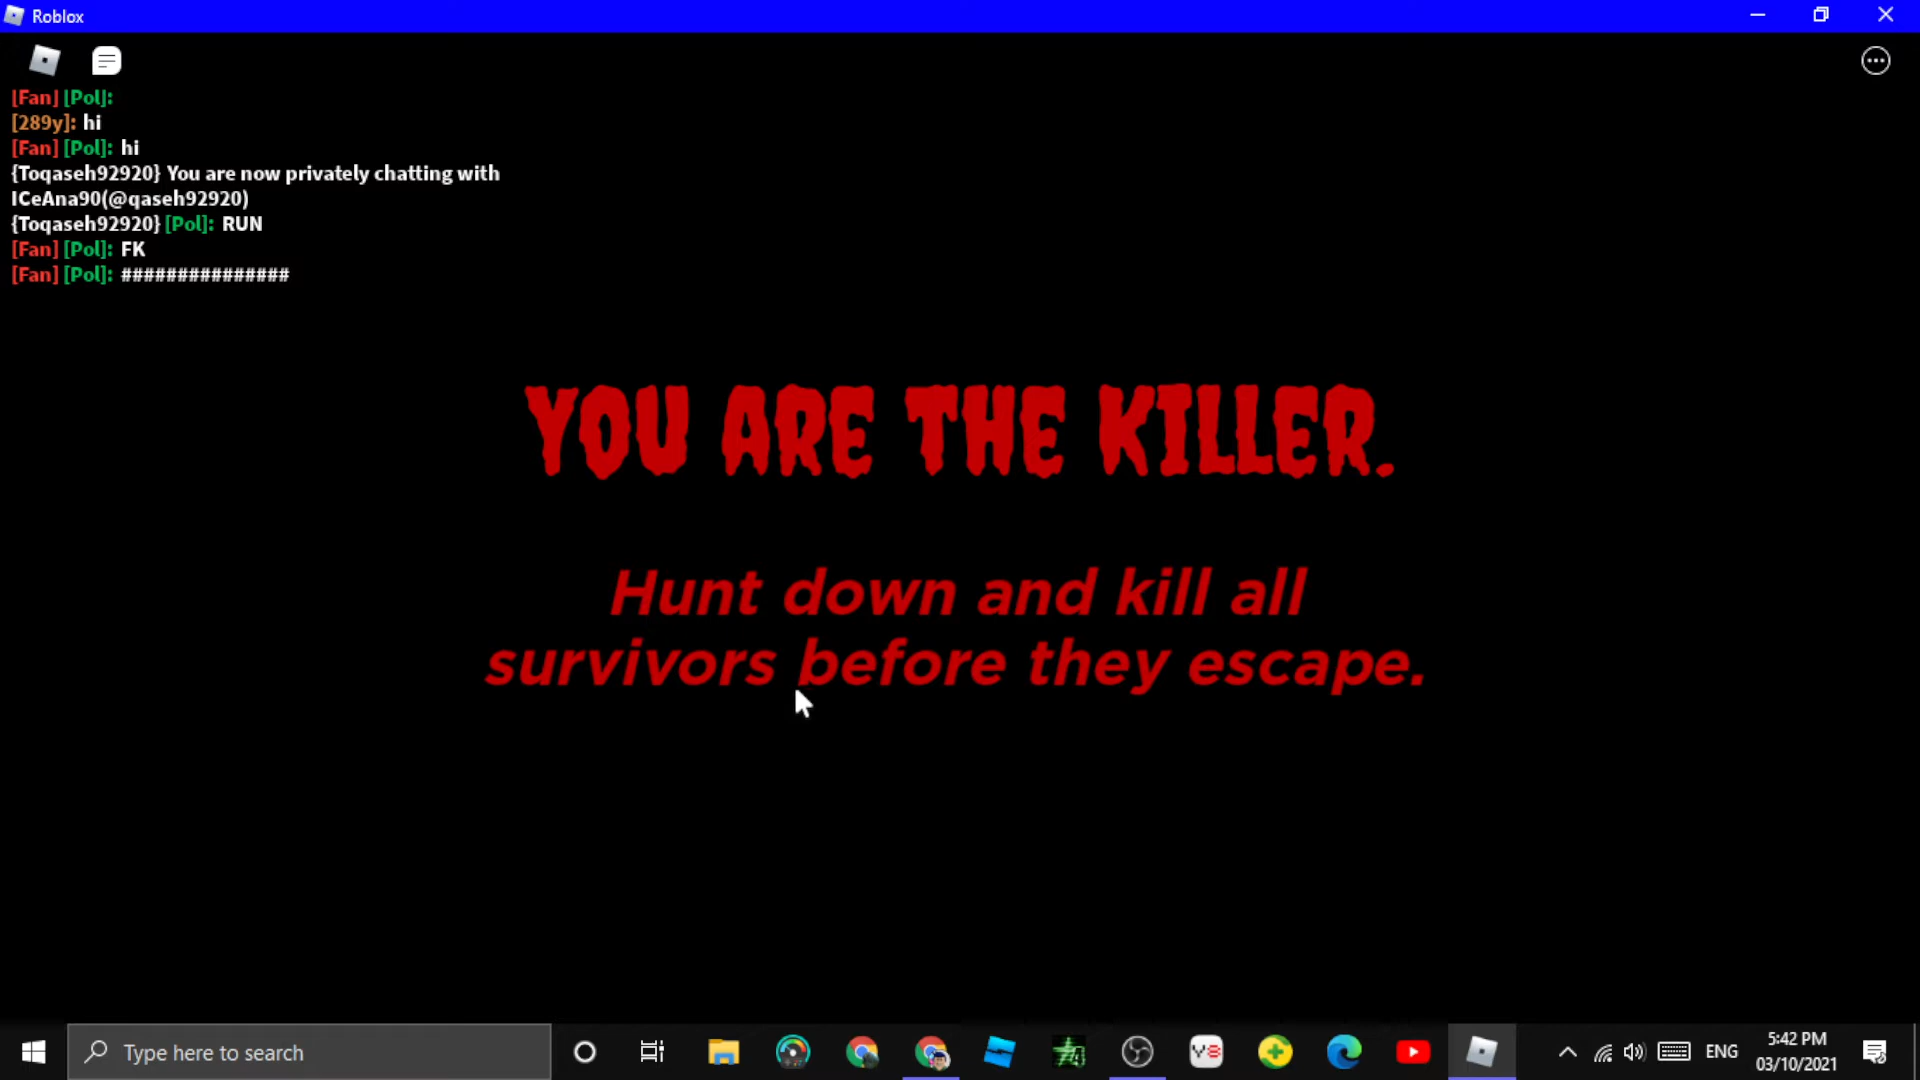 Roblox
[Fan] [Pol]:
[289y]: hi
[Fan] [Pol]: hi
{Toqaseh92920} You are now privately chatting with
ICeAna90(@qaseh92920)
{Toqaseh92920} [Pol]: RUN
[Fan] [Pol]: FK
[Fan] [Pol]: ###############
YOU ARE THE KILLER.
Hunt down and kill all
survivors before they escape.
Type here to search
Y8
ENG
5:42 PM
03/10/2021